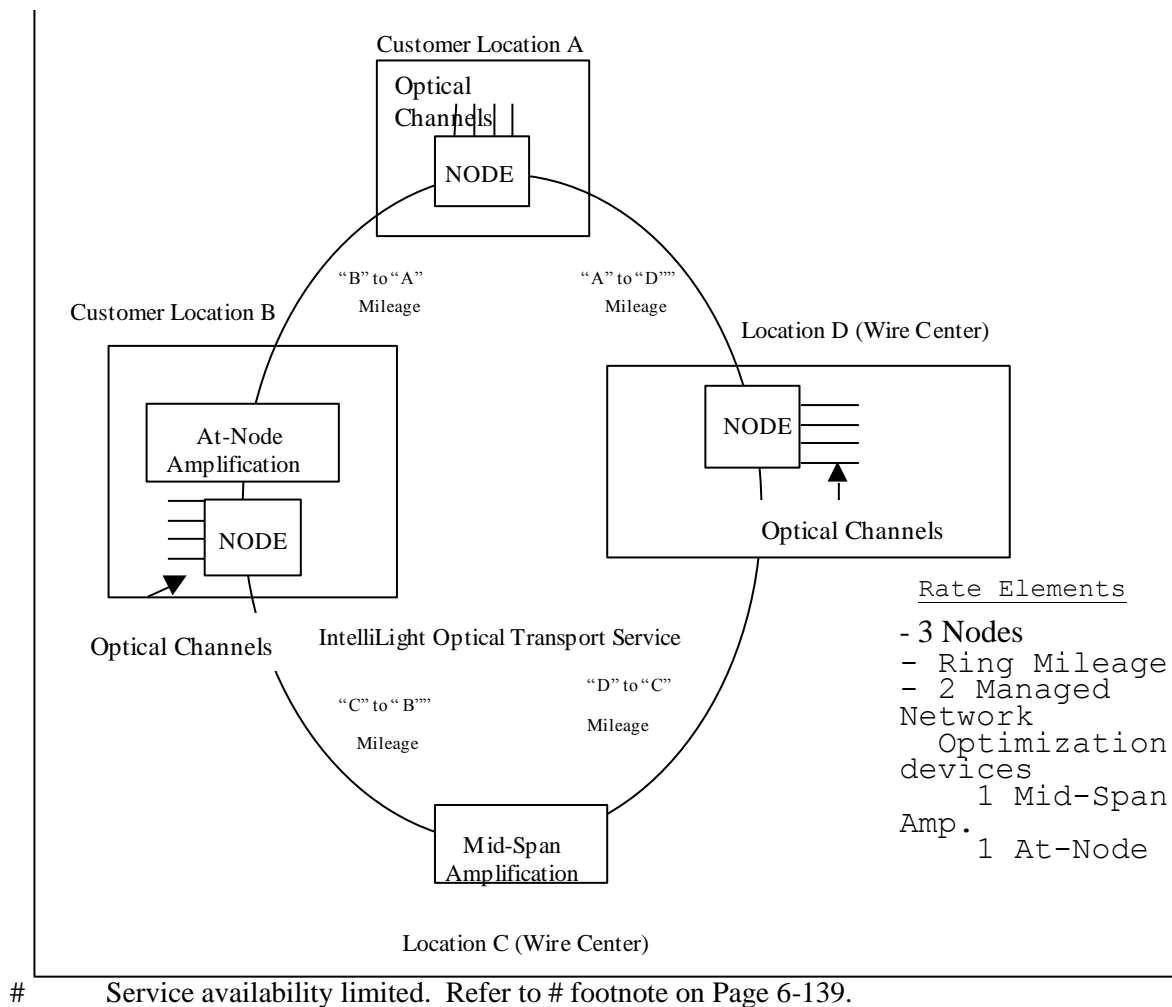 Customer Location A
Optical
Channels
NODE
“B” to “A”
Mileage
“A” to “D””
Mileage
Customer Location B
Location D (Wire Center)
At-Node
Amplification
NODE
NODE
Optical Channels
Optical Channels
IntelliLight Optical Transport Service
“C” to “B””
Mileage
“D” to “C”
Mileage
Mid-Span
Amplification
Location C (Wire Center)
Rate Elements
- 3 Nodes
- Ring Mileage
- 2 Managed
Network
Optimization
devices
1 Mid-Span
Amp.
1 At-Node
# Service availability limited. Refer to # footnote on Page 6-139.